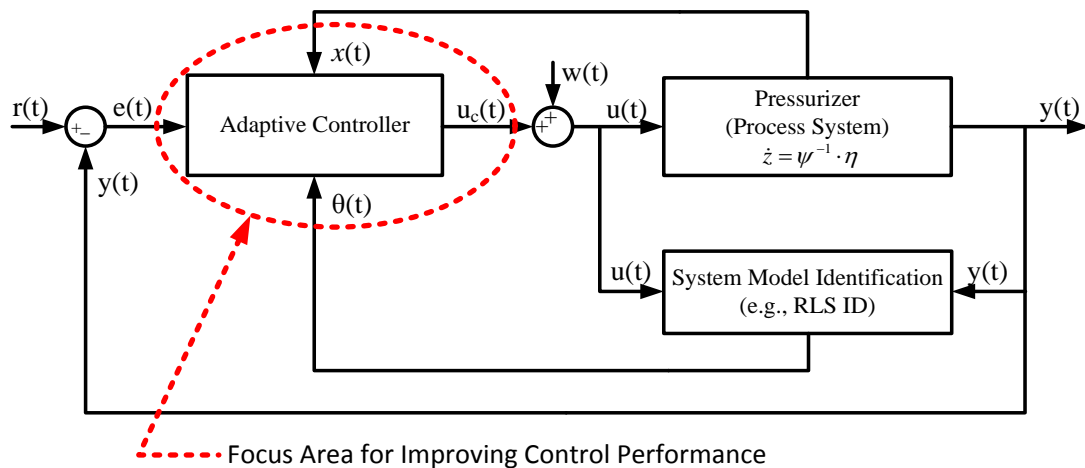 x(t)
w(t)
r(t)
e(t)
u_c(t)
u(t)
y(t)
+
−
+
+
Adaptive Controller
Pressurizer
(Process System)
ż = ψ⁻¹ · η
y(t)
θ(t)
u(t)
System Model Identification
(e.g., RLS ID)
y(t)
Focus Area for Improving Control Performance